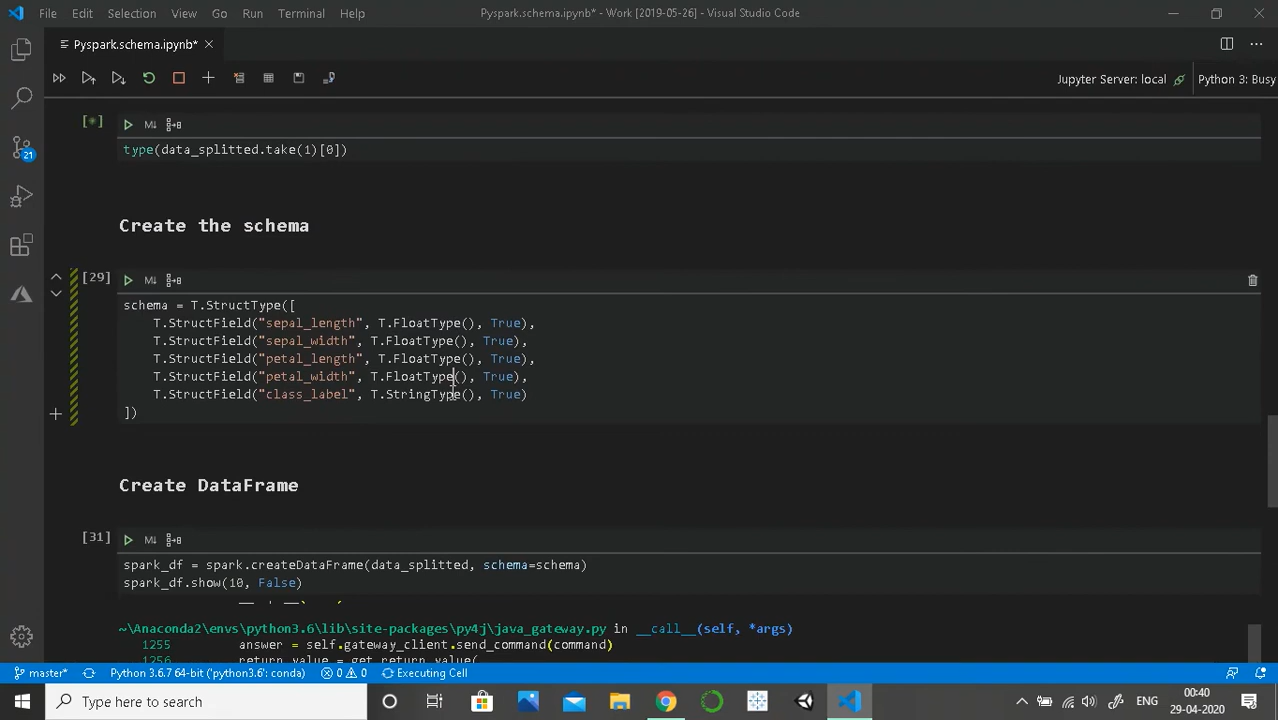 File Edit Selection View Go Run Terminal Help Pyspark.schema.ipynb* - Work [2019-05-26] - Visual Studio Code
Pyspark.schema.ipynb*
Jupyter Server: local Python 3: Busy
[*] M↓
type(data_splitted.take(1)[0])
21
Create the schema
[29] M↓
schema = T.StructType([
T.StructField("sepal_length", T.FloatType(), True),
T.StructField("sepal_width", T.FloatType(), True),
T.StructField("petal_length", T.FloatType(), True),
T.StructField("petal_width", T.FloatType(), True),
T.StructField("class_label", T.StringType(), True)
])
Create DataFrame
[31] M↓
spark_df = spark.createDataFrame(data_splitted, schema=schema)
spark_df.show(10, False)
~\Anaconda2\envs\python3.6\lib\site-packages\py4j\java_gateway.py in __call__(self, *args)
1255 answer = self.gateway_client.send_command(command)
1256 return_value = get_return_value(
master* Python 3.6.7 64-bit ('python3.6': conda) 0 0 Executing Cell
Type here to search ENG 00:40
29-04-2020